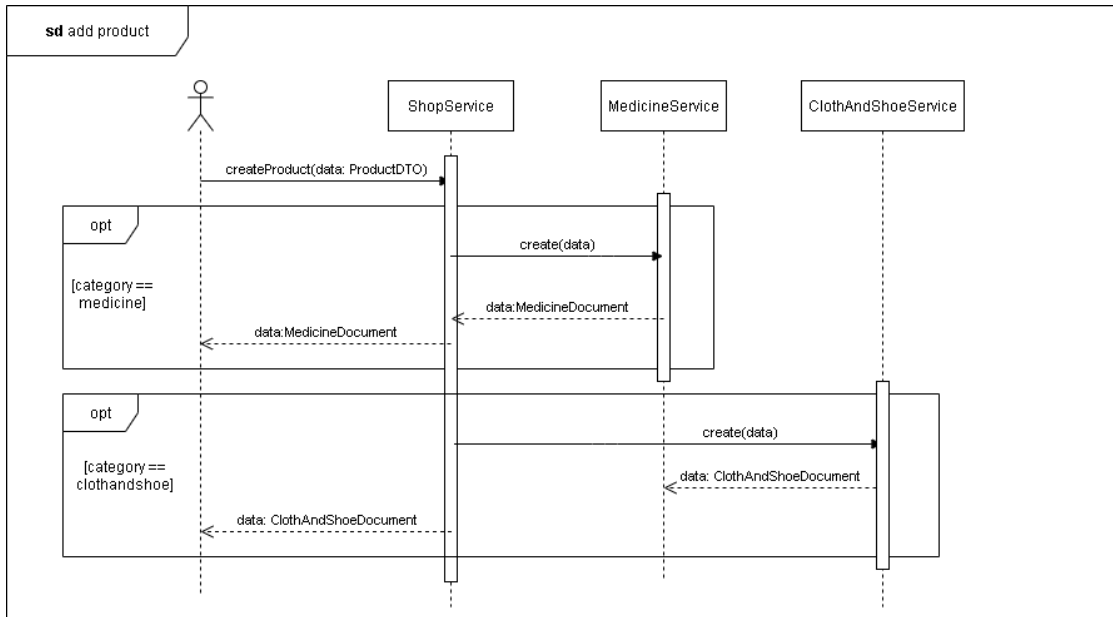 sd add product
ShopService
MedicineService
ClothAndShoeService
createProduct(data: ProductDTO)
opt
create(data)
[category ==
medicine]
data:MedicineDocument
data:MedicineDocument
opt
create(data)
[category ==
clothandshoe]
data: ClothAndShoeDocument
data: ClothAndShoeDocument